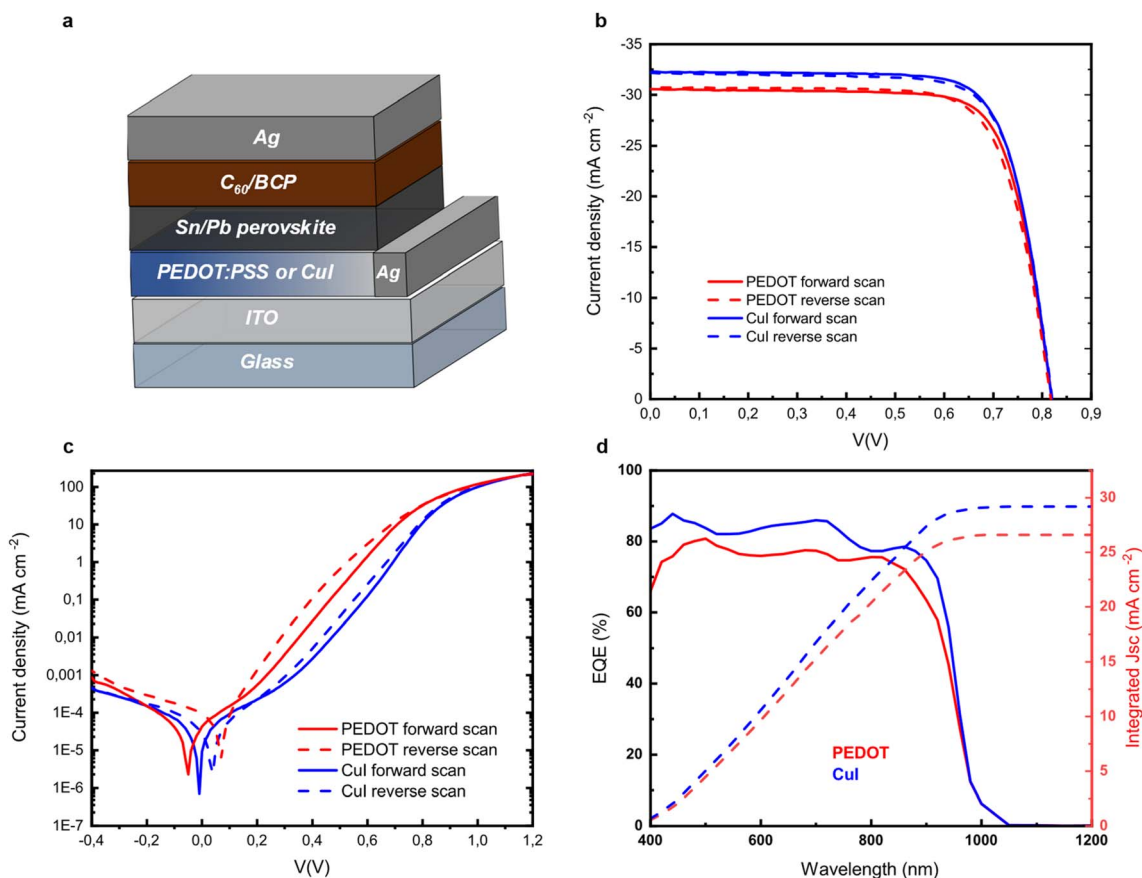 a
Ag
C₆₀/BCP
Sn/Pb perovskite
PEDOT:PSS or CuI
Ag
ITO
Glass
b
Current density (mA cm⁻²)
-35
-30
-25
-20
-15
-10
-5
0
PEDOT forward scan
PEDOT reverse scan
CuI forward scan
CuI reverse scan
0,0 0,1 0,2 0,3 0,4 0,5 0,6 0,7 0,8 0,9
V(V)
c
Current density (mA cm⁻²)
100
10
1
0,1
0,01
0,001
1E-4
1E-5
1E-6
1E-7
PEDOT forward scan
PEDOT reverse scan
CuI forward scan
CuI reverse scan
-0,4 -0,2 0,0 0,2 0,4 0,6 0,8 1,0 1,2
V(V)
d
EQE (%)
100
80
60
40
20
0
PEDOT
CuI
400 600 800 1000 1200
Wavelength (nm)
30
25
20
15
10
5
0
Integrated Jsc (mA cm⁻²)